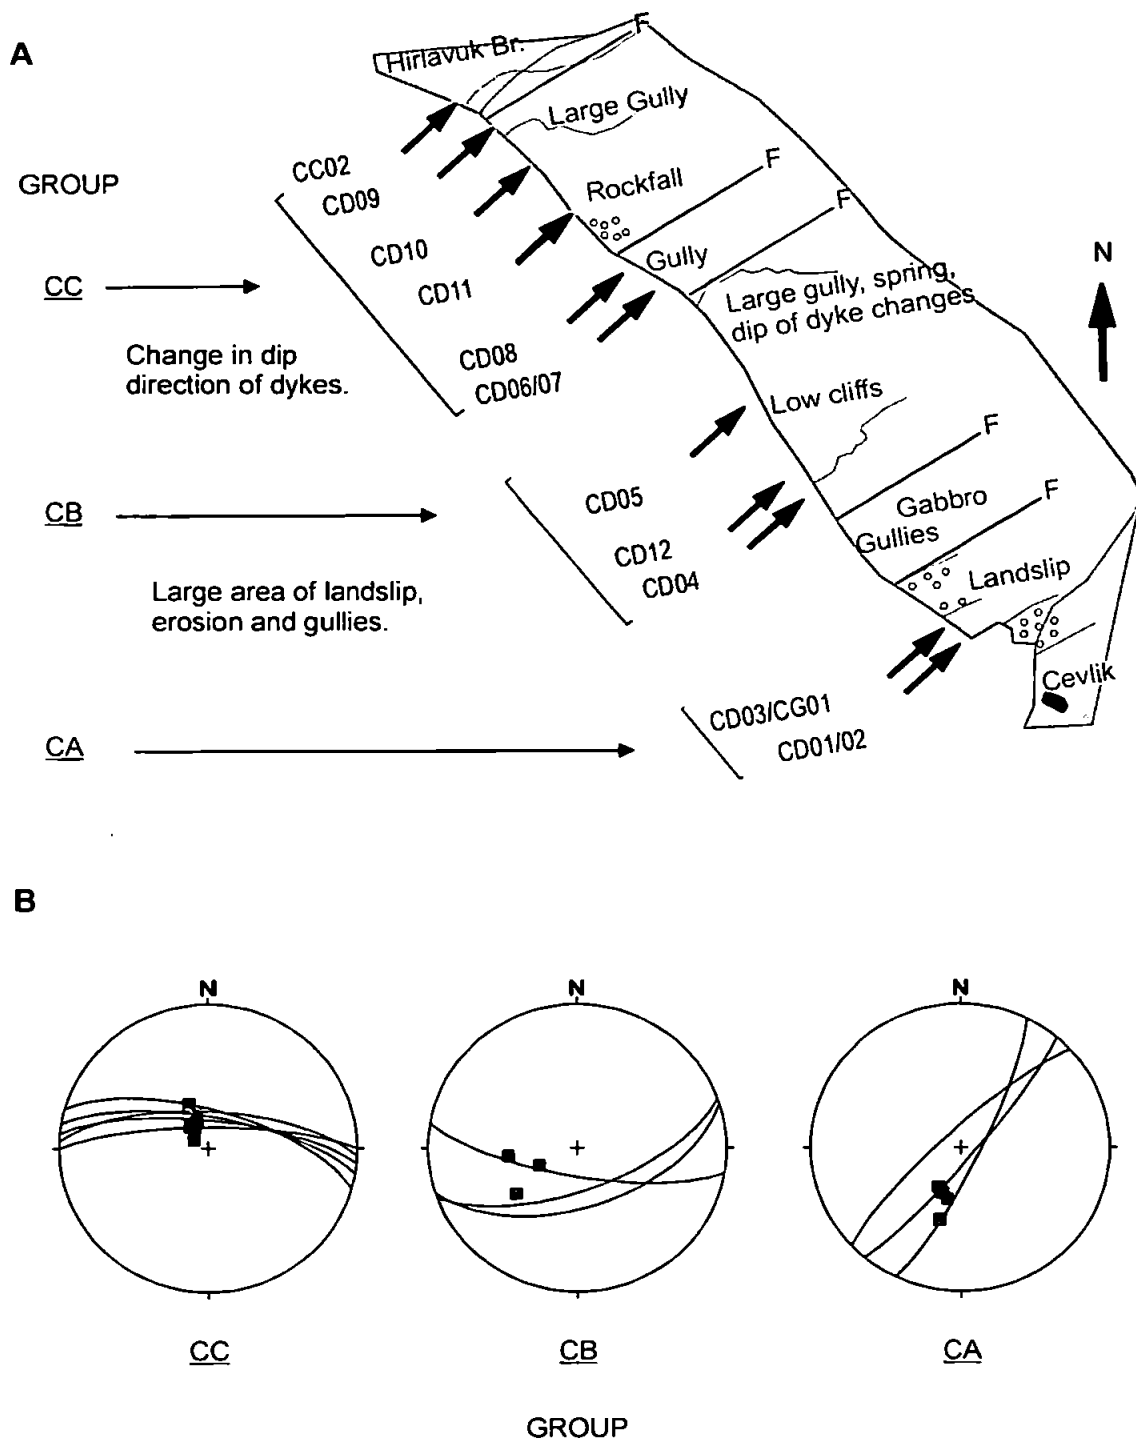 A
Hirlavuk Br.
F
Large Gully
CC02
GROUP
CD09
Rockfall
F
F
CD10
Gully
N
CC
CD11
Large gully, spring,
dip of dyke changes
Change in dip
direction of dykes.
CD08
CD06/07
Low cliffs
F
CB
CD05
Gabbro
F
Gullies
CD12
CD04
Landslip
Large area of landslip,
erosion and gullies.
Cevlik
CA
CD03/CG01
CD01/02
B
N
N
N
CC
CB
CA
GROUP